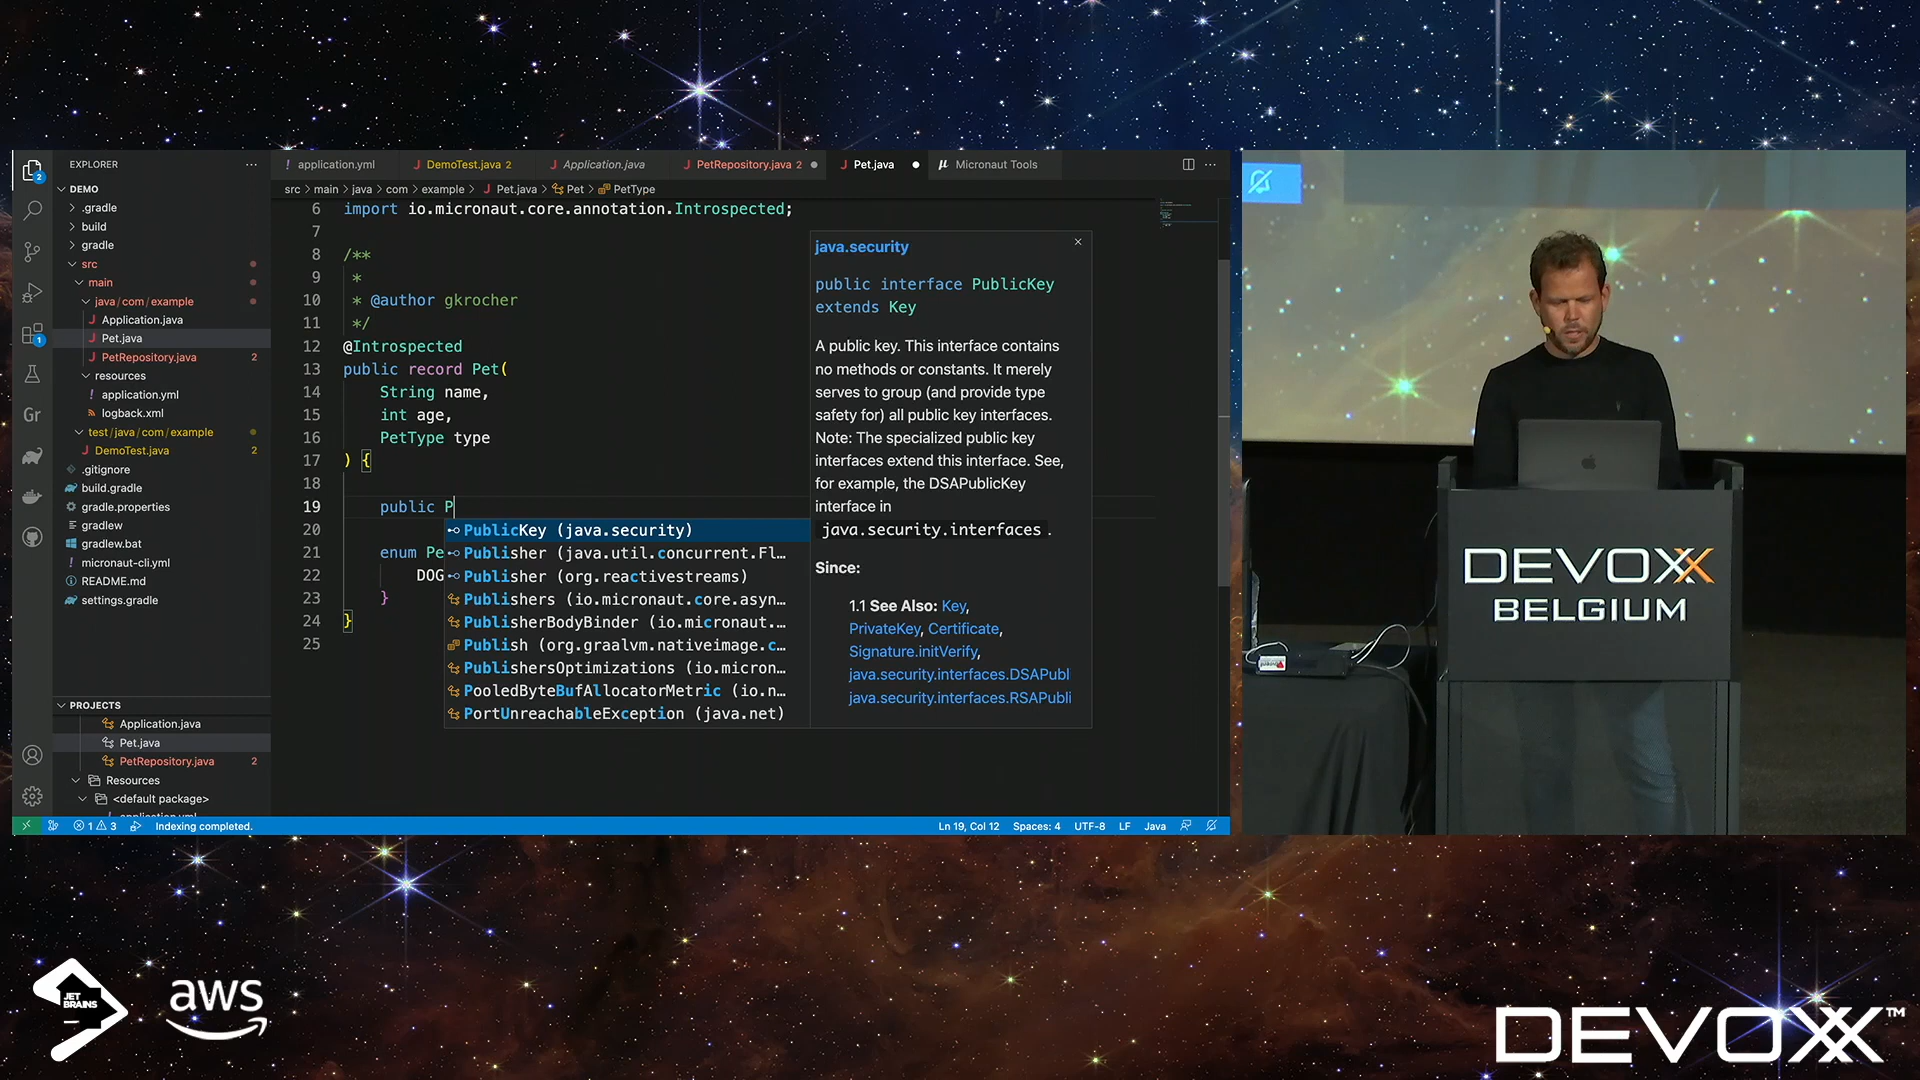 EXPLORER
DEMO
.gradle
build
gradle
src
main
java / com / example
Application.java
Pet.java
PetRepository.java 2
resources
application.yml
logback.xml
test / java / com / example
DemoTest.java 2
.gitignore
build.gradle
gradle.properties
gradlew
gradlew.bat
micronaut-cli.yml
README.md
settings.gradle
PROJECTS
Application.java
Pet.java
PetRepository.java 2
Resources
<default package>
application.yml
2
1
Gr
! application.yml
DemoTest.java 2
Application.java
PetRepository.java 2
Pet.java
μ Micronaut Tools
src > main > java > com > example > Pet.java > Pet > PetType
6 import io.micronaut.core.annotation.Introspected;
7
8 /**
9 *
10 * @author gkrocher
11 */
12 @Introspected
13 public record Pet(
14 String name,
15 int age,
16 PetType type
17 ) {
18
19 public P
20
21 enum Pe
22 DOG
23 }
24 }
25
PublicKey (java.security)
Publisher (java.util.concurrent.Fl...
Publisher (org.reactivestreams)
Publishers (io.micronaut.core.asyn...
PublisherBodyBinder (io.micronaut....
Publish (org.graalvm.nativeimage.c...
PublishersOptimizations (io.micron...
PooledByteBufAllocatorMetric (io.n...
PortUnreachableException (java.net)
java.security
public interface PublicKey
extends Key
A public key. This interface contains
no methods or constants. It merely
serves to group (and provide type
safety for) all public key interfaces.
Note: The specialized public key
interfaces extend this interface. See,
for example, the DSAPublicKey
interface in
java.security.interfaces .
Since:
1.1 See Also: Key,
PrivateKey, Certificate,
Signature.initVerify,
java.security.interfaces.DSAPubl
java.security.interfaces.RSAPubli
1 3 Indexing completed.
Ln 19, Col 12 Spaces: 4 UTF-8 LF Java
DEVOXX
BELGIUM
JET
BRAINS
aws
DEVOXX™